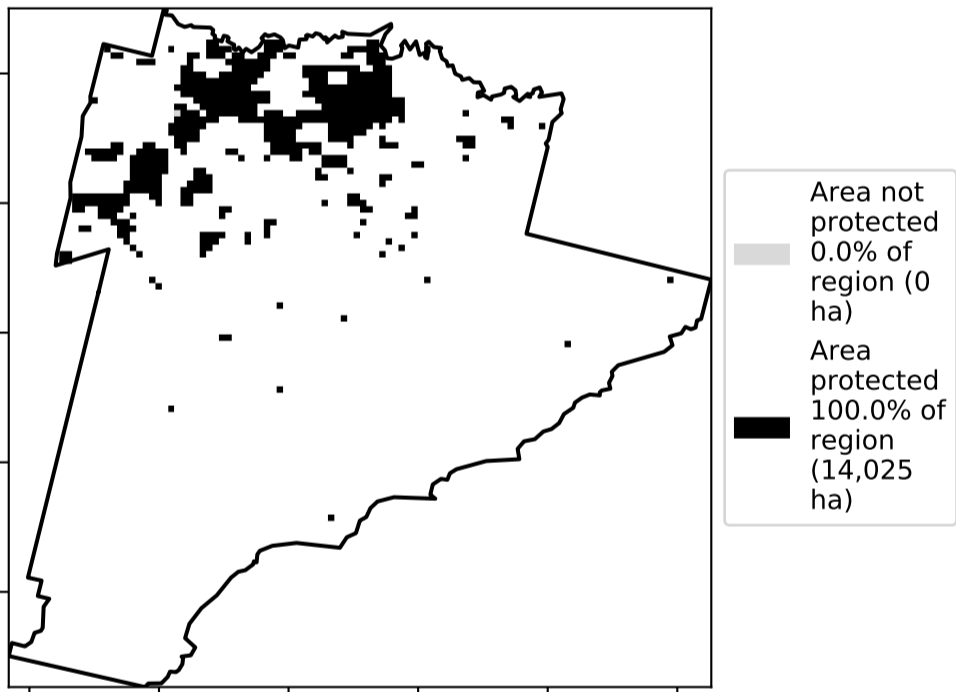 Area not
protected
0.0% of
region (0
ha)
Area
protected
100.0% of
region
(14,025
ha)